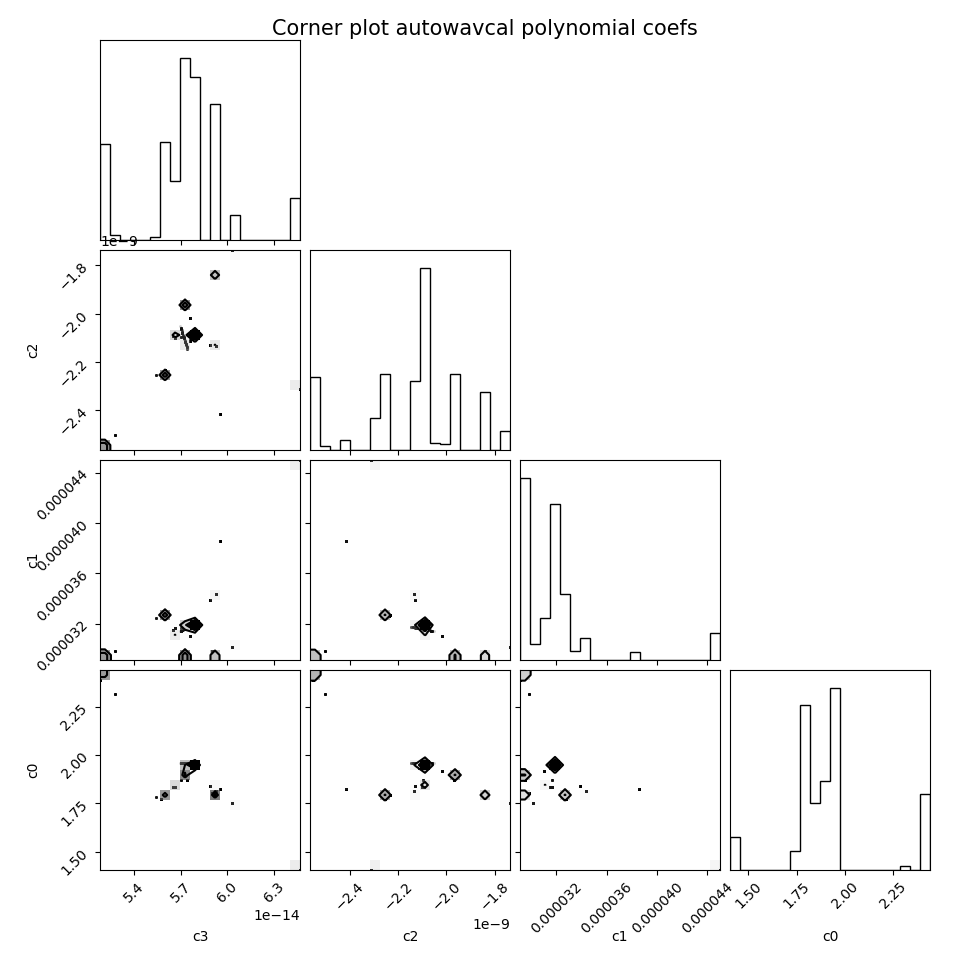 Corner plot autowavcal polynomial coefs
1e−9
−1.8
−2.0
−2.2
−2.4
c2
0.000044
0.000040
0.000036
0.000032
c1
2.25
2.00
1.75
1.50
c0
5.4 5.7 6.0 6.3
1e−14
c3
−2.4 −2.2 −2.0 −1.8
1e−9
c2
0.000032 0.000036 0.000040 0.000044
c1
1.50 1.75 2.00 2.25
c0